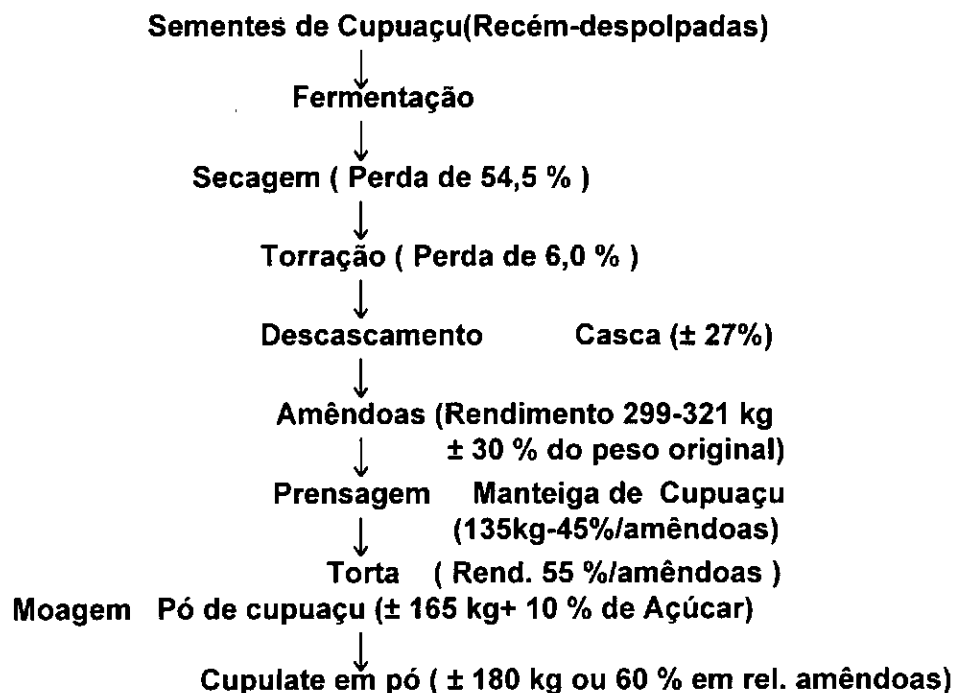 Sementes de Cupuaçu(Recém-despolpadas)
Fermentação
Secagem ( Perda de 54,5 % )
Torração ( Perda de 6,0 % )
Descascamento Casca (± 27%)
Amêndoas (Rendimento 299-321 kg
± 30 % do peso original)
Prensagem Manteiga de Cupuaçu
(135kg-45%/amêndoas)
Torta ( Rend. 55 %/amêndoas )
Moagem Pó de cupuaçu (± 165 kg+ 10 % de Açúcar)
Cupulate em pó ( ± 180 kg ou 60 % em rel. amêndoas)